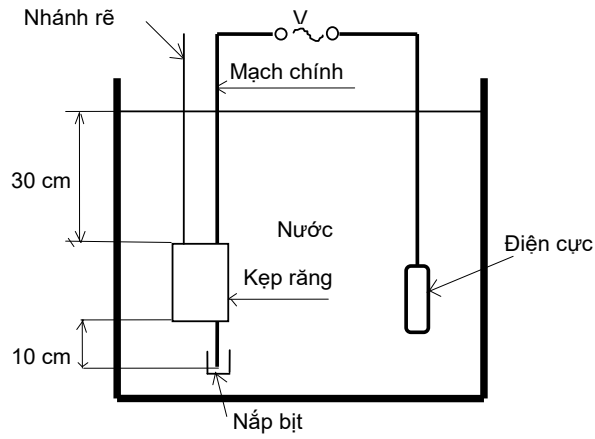 Nhánh rẽ
V
Mạch chính
30 cm
Nước
Điện cực
Kẹp răng
10 cm
Nắp bịt